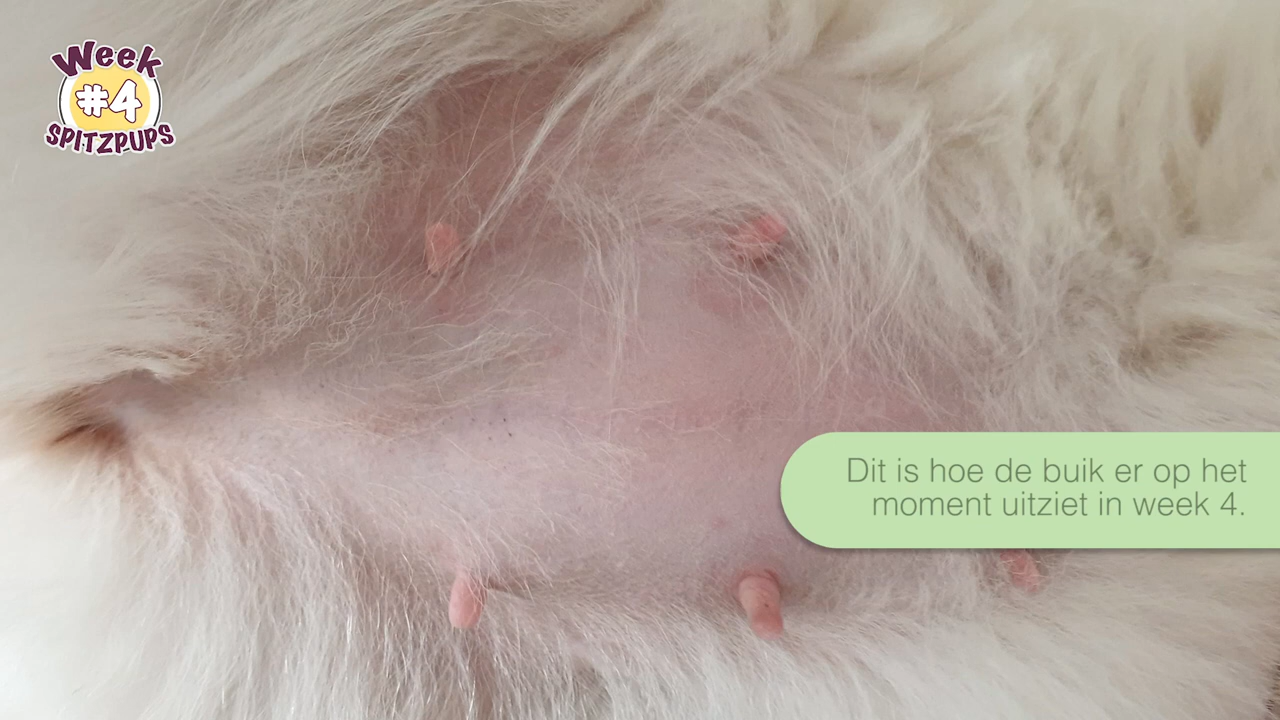 Week
#4
SPITZPUPS
Dit is hoe de buik er op het
moment uitziet in week 4.